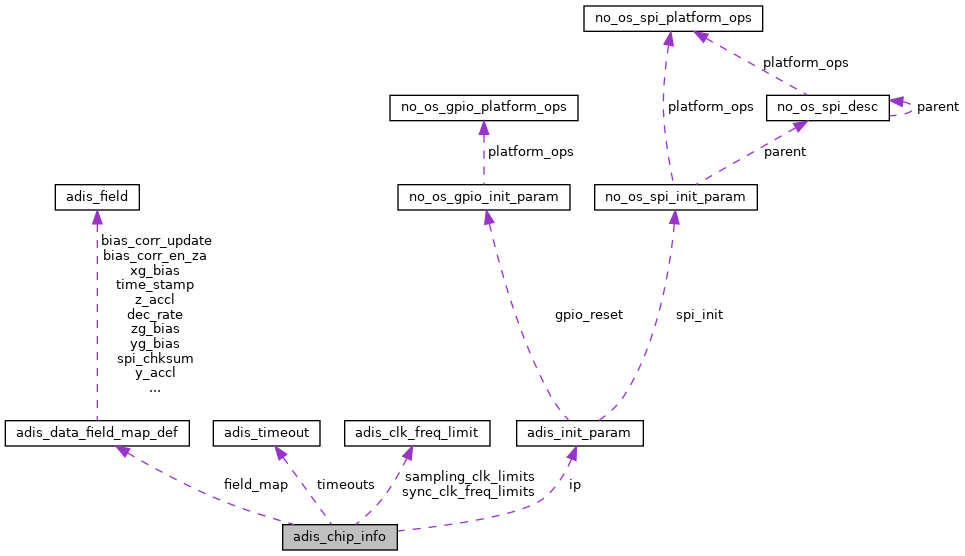 no_os_spi_platform_ops
platform_ops
no_os_gpio_platform_ops
platform_ops
no_os_spi_desc
parent
platform_ops
parent
adis_field
no_os_gpio_init_param
no_os_spi_init_param
bias_corr_update
bias_corr_en_za
xg_bias
time_stamp
z_accl
dec_rate
zg_bias
yg_bias
spi_chksum
y_accl
...
gpio_reset
spi_init
adis_data_field_map_def
adis_timeout
adis_clk_freq_limit
adis_init_param
field_map
timeouts
sampling_clk_limits
sync_clk_freq_limits
ip
adis_chip_info